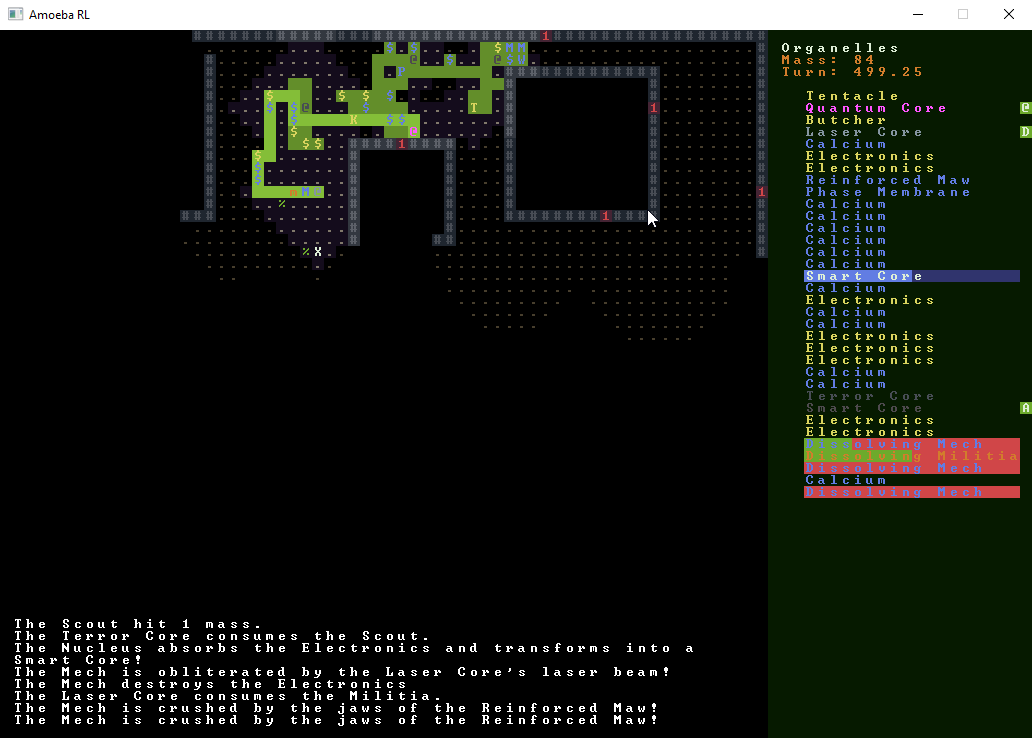 Amoeba RL
Organelles
Mass: 84
Turn: 499.25
Tentacle
Quantum Core
Butcher
Laser Core
Calcium
Electronics
Electronics
Reinforced Maw
Phase Membrane
Calcium
Calcium
Calcium
Calcium
Calcium
Calcium
Smart Core
Calcium
Electronics
Calcium
Calcium
Electronics
Electronics
Electronics
Calcium
Calcium
Terror Core
Smart Core
Electronics
Electronics
Dissolving Mech
Dissolving Militia
Dissolving Mech
Calcium
Dissolving Mech
The Scout hit 1 mass.
The Terror Core consumes the Scout.
The Nucleus absorbs the Electronics and transforms into a
Smart Core!
The Mech is obliterated by the Laser Core's laser beam!
The Mech destroys the Electronics
The Laser Core consumes the Militia.
The Mech is crushed by the jaws of the Reinforced Maw!
The Mech is crushed by the jaws of the Reinforced Maw!